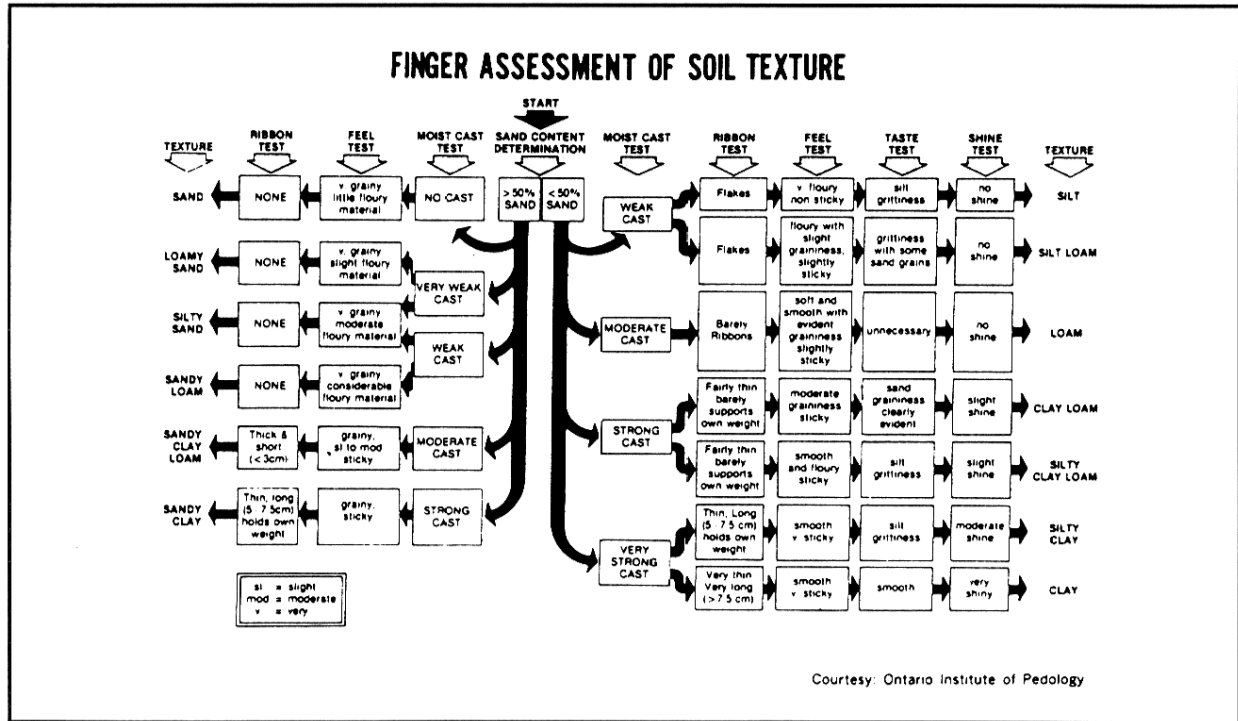 FINGER ASSESSMENT OF SOIL TEXTURE
START
TEXTURE
RIBBON
TEST
FEEL
TEST
MOIST CAST
TEST
SAND CONTENT
DETERMINATION
MOIST CAST
TEST
RIBBON
TEST
FEEL
TEST
TASTE
TEST
SHINE
TEST
TEXTURE
>50%
SAND
<50%
SAND
SAND
NONE
v. grainy
little floury
material
NO CAST
LOAMY
SAND
NONE
v. grainy
slight floury
material
VERY WEAK
CAST
SILTY
SAND
NONE
v. grainy
moderate
floury material
WEAK
CAST
SANDY
LOAM
NONE
v. grainy
considerable
floury material
SANDY
CLAY
LOAM
Thick &
short
(<3cm)
grainy,
sl to mod
sticky
MODERATE
CAST
SANDY
CLAY
Thin, long
(5 - 7.5cm)
holds own
weight
grainy,
sticky
STRONG
CAST
WEAK
CAST
Flakes
v floury
non sticky
silt
grittiness
no
shine
SILT
Flakes
floury with
slight
graininess,
slightly
sticky
grittiness
with some
sand grains
no
shine
SILT LOAM
MODERATE
CAST
Barely
Ribbons
soft and
smooth with
evident
graininess
slightly
sticky
unnecessary
no
shine
LOAM
STRONG
CAST
Fairly thin
barely
supports
own weight
moderate
graininess
sticky
sand
graininess
clearly
evident
slight
shine
CLAY LOAM
Fairly thin
barely
supports
own weight
smooth
and floury
sticky
silt
grittiness
slight
shine
SILTY
CLAY LOAM
VERY
STRONG
CAST
Thin, Long
(5 - 7.5 cm)
holds own
weight
smooth
v sticky
silt
grittiness
moderate
shine
SILTY
CLAY
Very thin
Very long
(>7.5 cm)
smooth
v sticky
smooth
very
shiny
CLAY
sl = slight
mod = moderate
v = very
Courtesy: Ontario Institute of Pedology